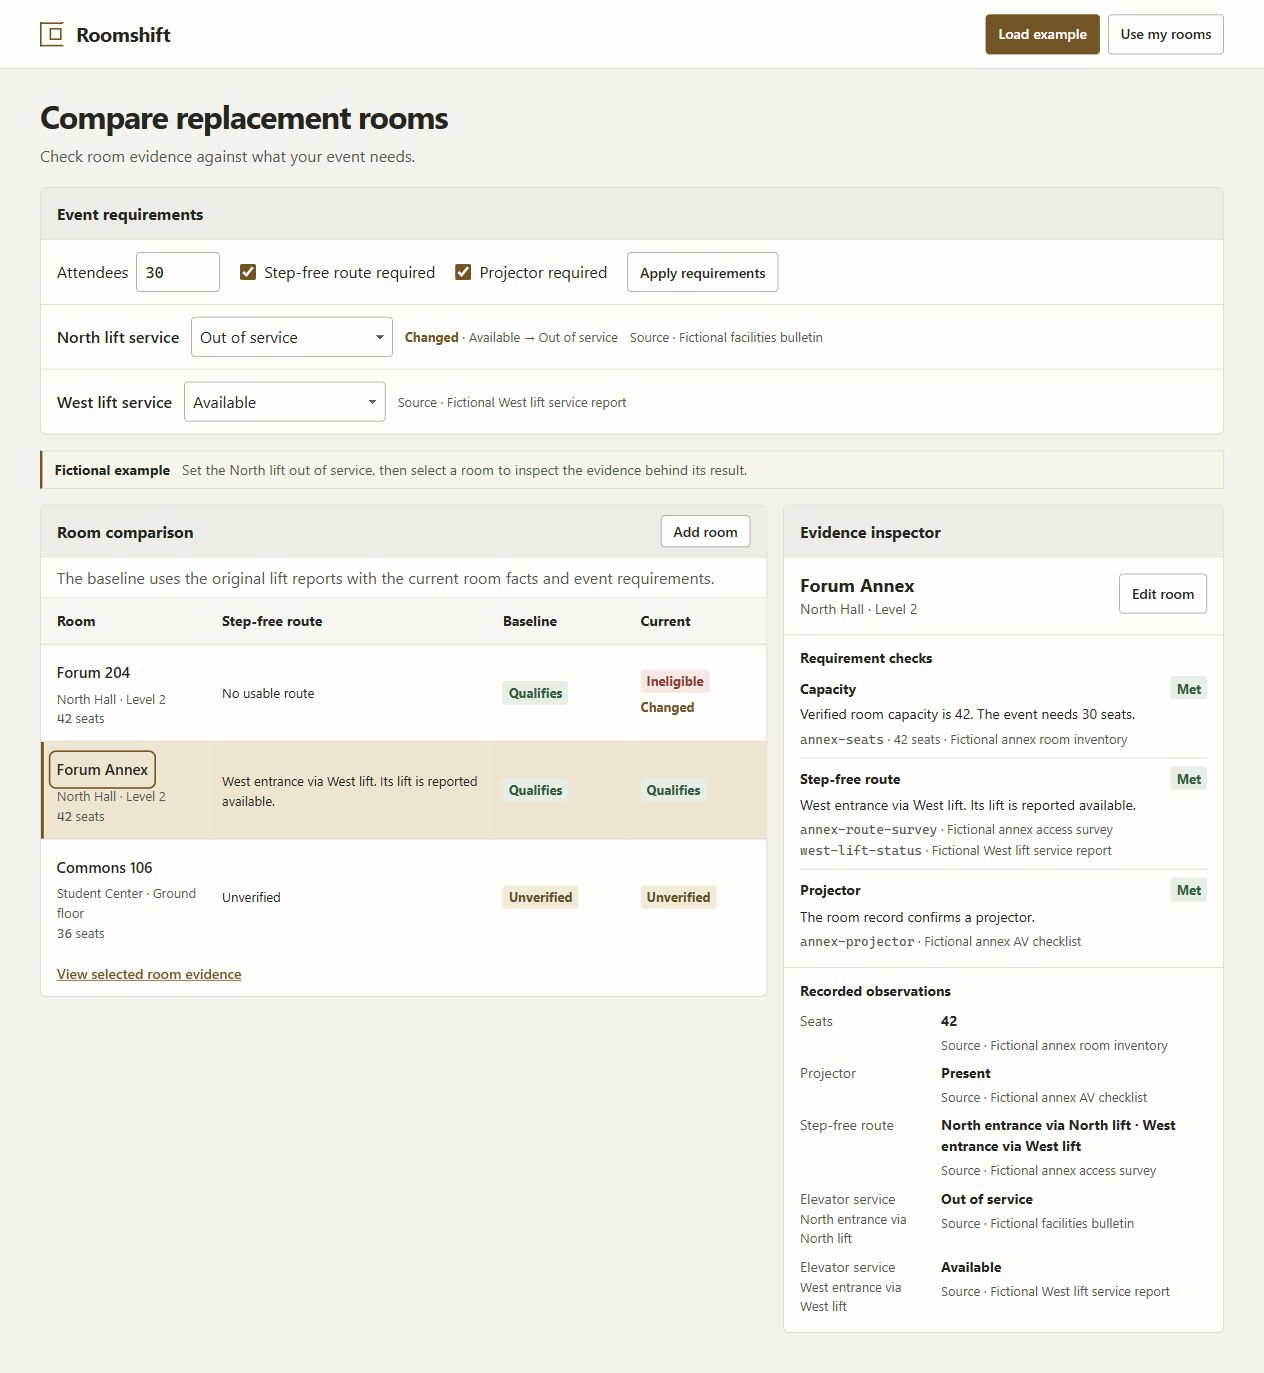 Roomshift
Load example
Use my rooms
Compare replacement rooms
Check room evidence against what your event needs.
Event requirements
Attendees 30 Step-free route required Projector required Apply requirements
North lift service Out of service Changed · Available → Out of service Source · Fictional facilities bulletin
West lift service Available Source · Fictional West lift service report
Fictional example Set the North lift out of service, then select a room to inspect the evidence behind its result.
Room comparison
Add room
The baseline uses the original lift reports with the current room facts and event requirements.
Room Step-free route Baseline Current
Forum 204
North Hall · Level 2
42 seats
No usable route
Qualifies
Ineligible
Changed
Forum Annex
North Hall · Level 2
42 seats
West entrance via West lift. Its lift is reported
available.
Qualifies
Qualifies
Commons 106
Student Center · Ground
floor
36 seats
Unverified
Unverified
Unverified
View selected room evidence
Evidence inspector
Forum Annex
North Hall · Level 2
Edit room
Requirement checks
Capacity Met
Verified room capacity is 42. The event needs 30 seats.
annex-seats · 42 seats · Fictional annex room inventory
Step-free route Met
West entrance via West lift. Its lift is reported available.
annex-route-survey · Fictional annex access survey
west-lift-status · Fictional West lift service report
Projector Met
The room record confirms a projector.
annex-projector · Fictional annex AV checklist
Recorded observations
Seats 42
Source · Fictional annex room inventory
Projector Present
Source · Fictional annex AV checklist
Step-free route North entrance via North lift · West
entrance via West lift
Source · Fictional annex access survey
Elevator service
North entrance via
North lift
Out of service
Source · Fictional facilities bulletin
Elevator service
West entrance via
West lift
Available
Source · Fictional West lift service report